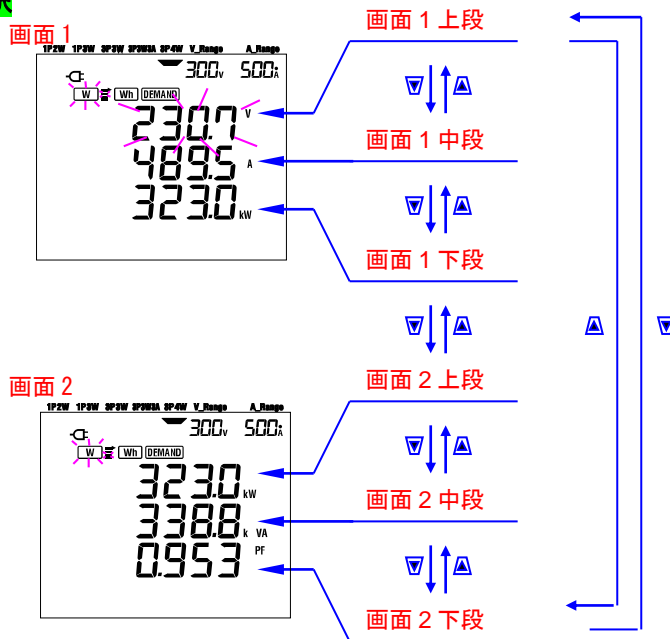 画面1
1P2W 1P3W 3P3W 3P3W3A 3P4W V_Range A_Range
300V 500A
W Wh DEMAND
230.7 V
489.5 A
323.0 kW
画面1上段
画面1中段
画面1下段
画面2
1P2W 1P3W 3P3W 3P3W3A 3P4W V_Range A_Range
300V 500A
W Wh DEMAND
323.0 kW
338.8 k VA
0.953 PF
画面2上段
画面2中段
画面2下段